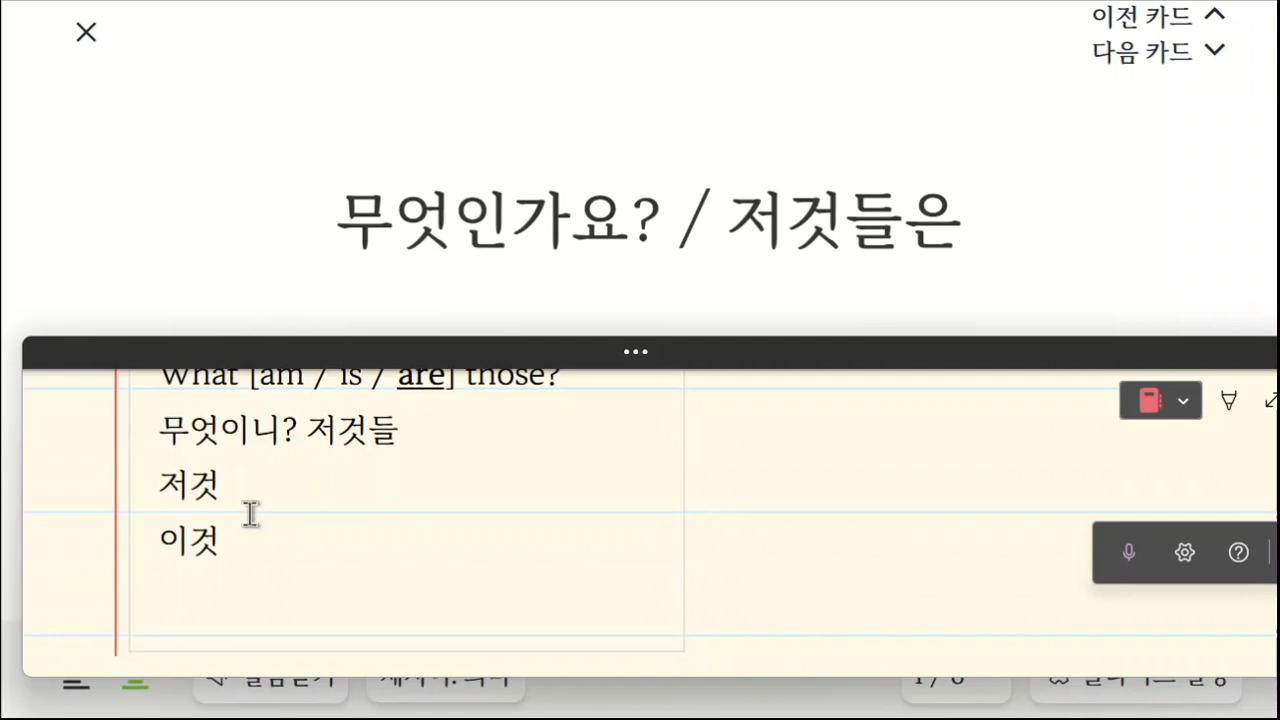 이전 카드
다음 카드
무엇인가요? / 저것들은
What [am / is / are] those?
무엇이니? 저것들
저것
이것